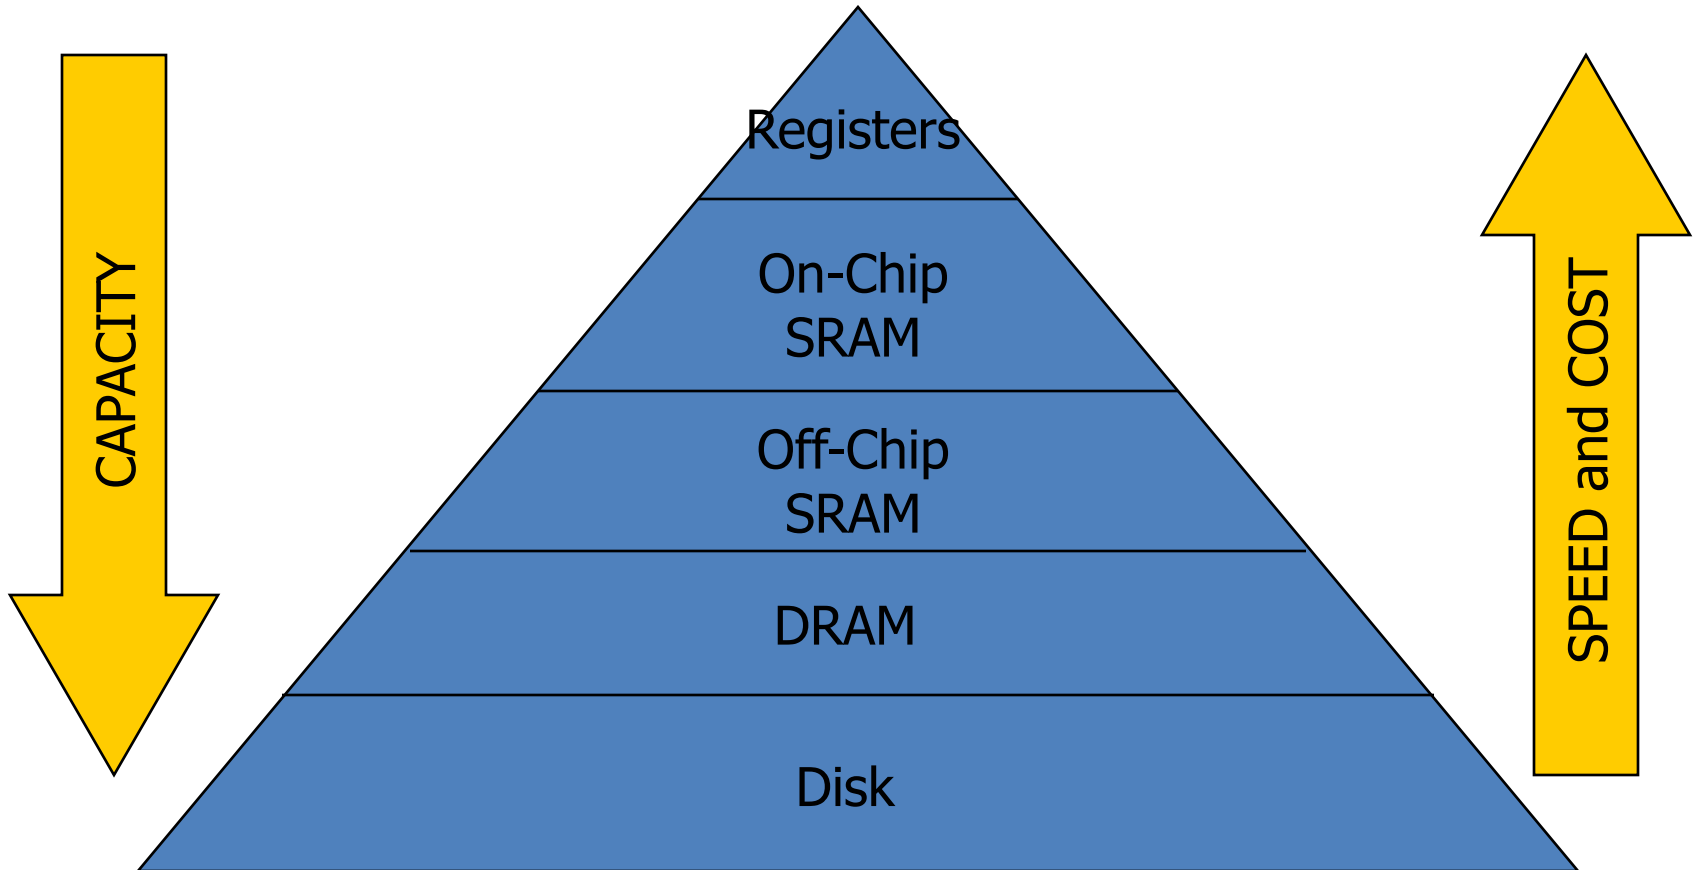 Registers
On-Chip
SRAM
Off-Chip
SRAM
DRAM
Disk
CAPACITY
SPEED and COST